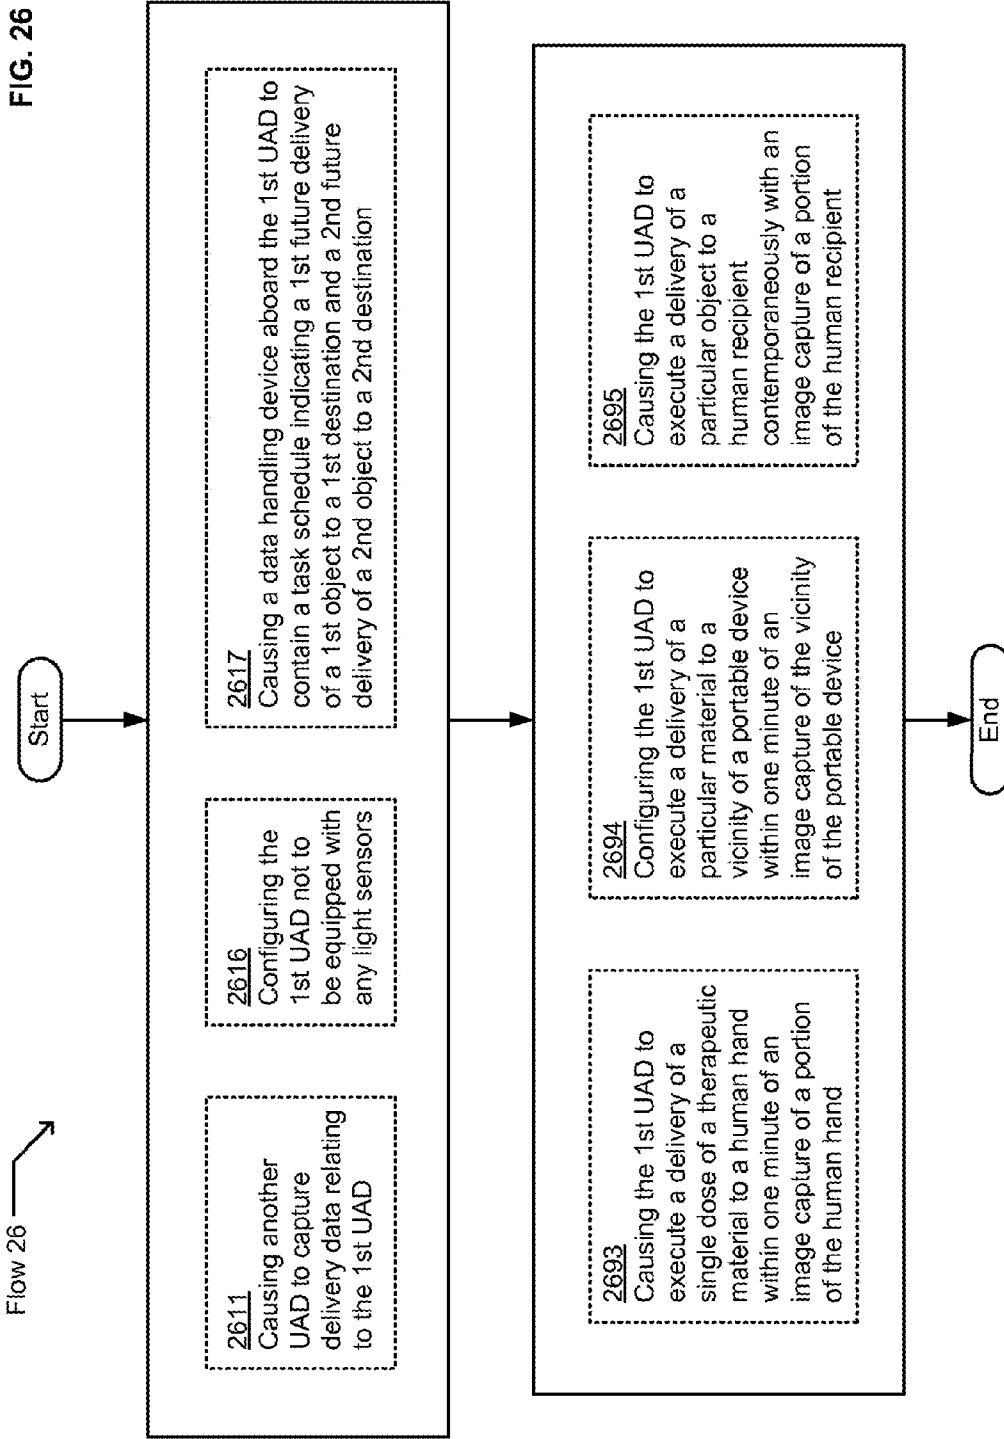 FIG. 26
Flow 26
Start
2611
Causing another
UAD to capture
delivery data relating
to the 1st UAD
2616
Configuring the
1st UAD not to
be equipped with
any light sensors
2617
Causing a data handling device aboard the 1st UAD to
contain a task schedule indicating a 1st future delivery
of a 1st object to a 1st destination and a 2nd future
delivery of a 2nd object to a 2nd destination
2693
Causing the 1st UAD to
execute a delivery of a
single dose of a therapeutic
material to a human hand
within one minute of an
image capture of a portion
of the human hand
2694
Configuring the 1st UAD to
execute a delivery of a
particular material to a
vicinity of a portable device
within one minute of an
image capture of the vicinity
of the portable device
2695
Causing the 1st UAD to
execute a delivery of a
particular object to a
human recipient
contemporaneously with an
image capture of a portion
of the human recipient
End